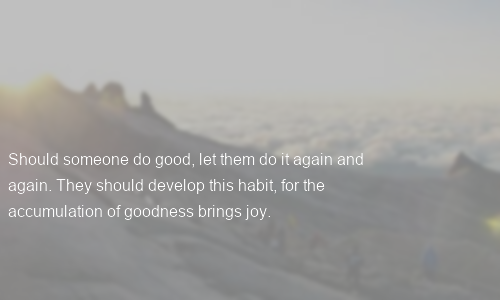 Should someone do good, let them do it again and
again. They should develop this habit, for the
accumulation of goodness brings joy.